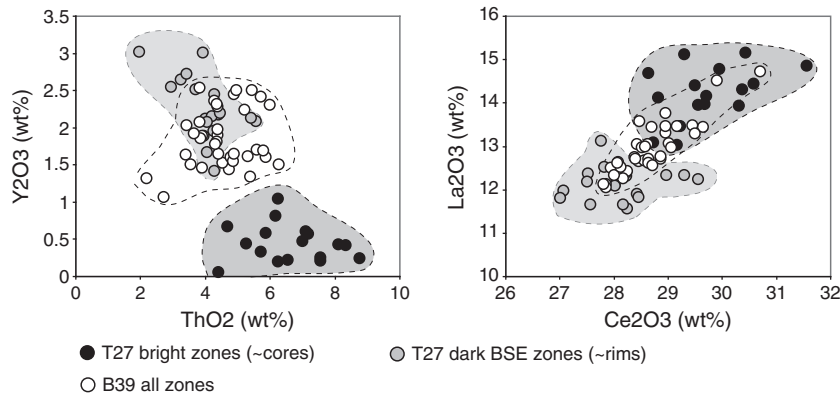 3.5
3
2.5
2
1.5
1
0.5
0
0 2 4 6 8 10
Y2O3 (wt%)
ThO2 (wt%)
16
15
14
13
12
11
10
26 27 28 29 30 31 32
La2O3 (wt%)
Ce2O3 (wt%)
T27 bright zones (~cores)
T27 dark BSE zones (~rims)
B39 all zones